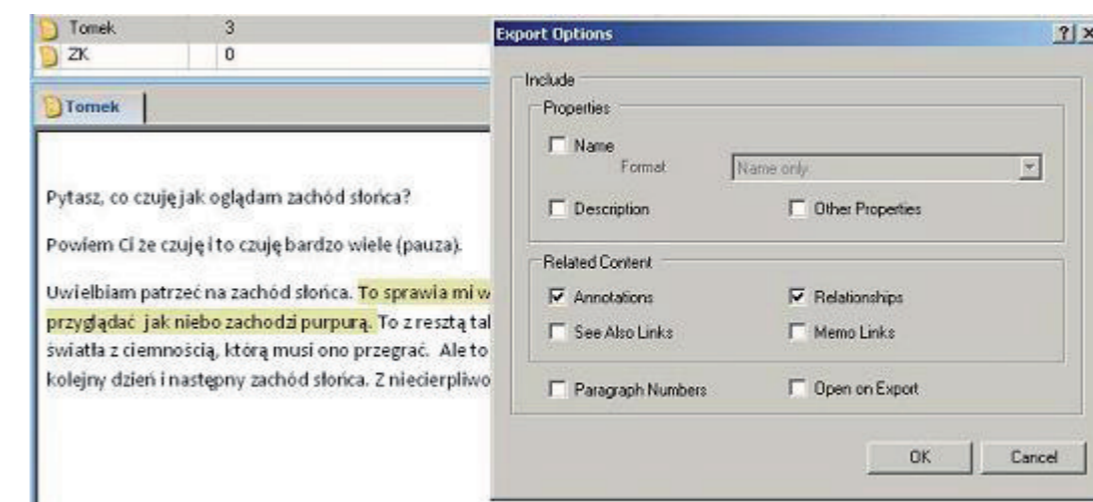 Tomek 3
ZK 0
Tomek
Pytasz, co czuję jak oglądam zachód słońca?
Powiem Ci że czuję i to czuję bardzo wiele (pauza).
Uwielbiam patrzeć na zachód słońca. To sprawia mi w
przyglądać jak niebo zachodzi purpurą. To z resztą tal
światła z ciemnością, którą musi ono przegrać. Ale to
kolejny dzień i następny zachód słońca. Z niecierpliwo
Export Options
Include
Properties
Name
Format Name only
Description Other Properties
Related Content
Annotations Relationships
See Also Links Memo Links
Paragraph Numbers Open on Export
OK Cancel